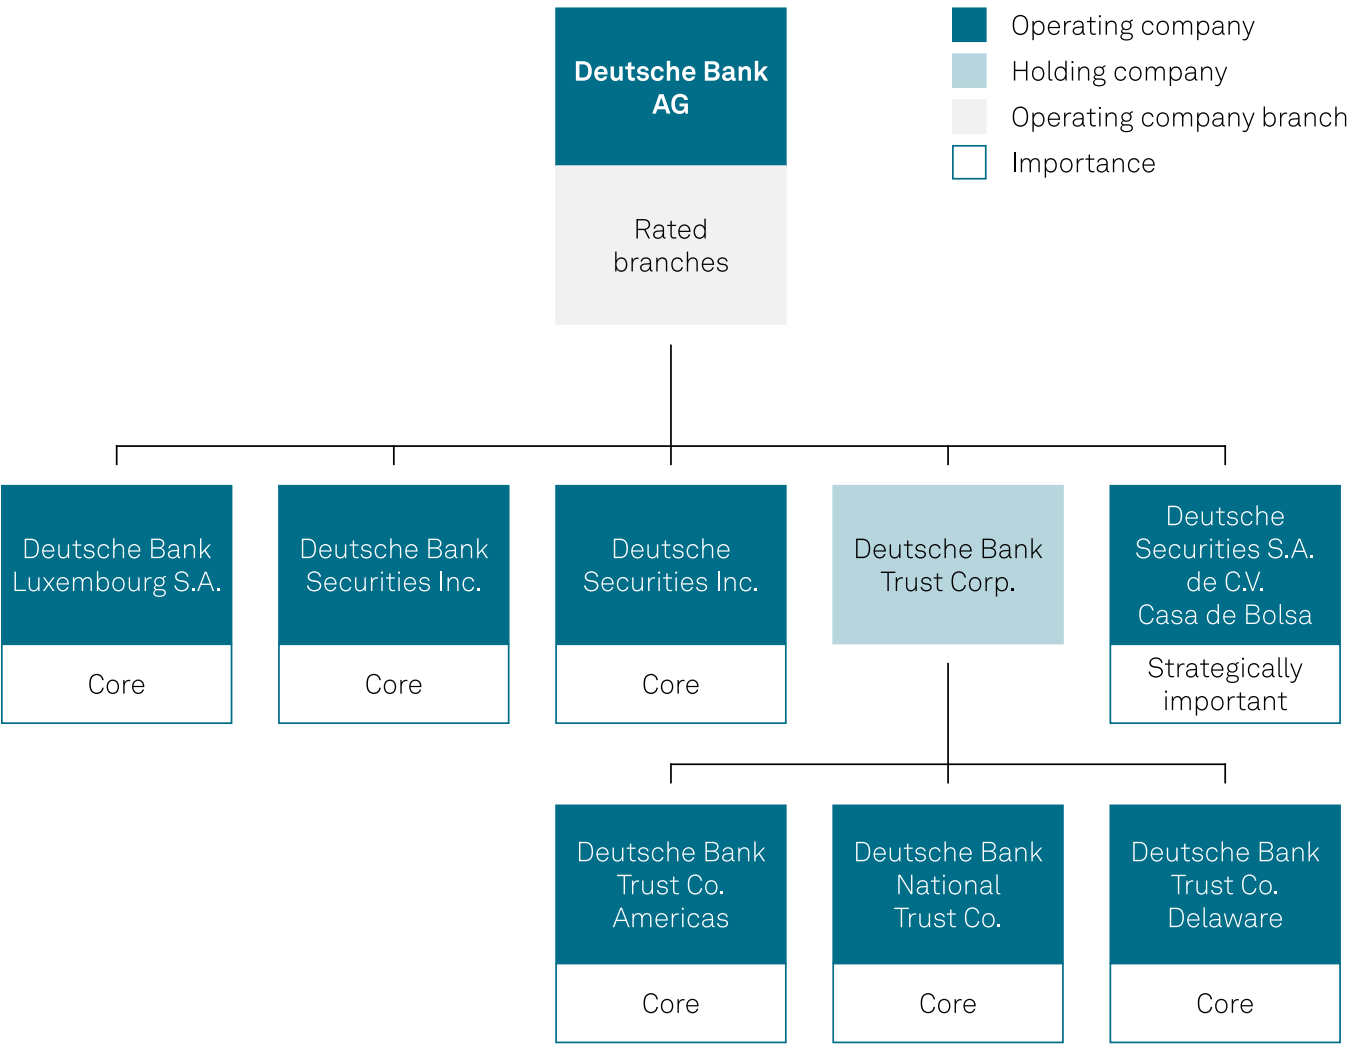 Deutsche Bank
AG
Rated
branches
Operating company
Holding company
Operating company branch
Importance
Deutsche Bank
Luxembourg S.A.
Core
Deutsche Bank
Securities Inc.
Core
Deutsche
Securities Inc.
Core
Deutsche Bank
Trust Corp.
Deutsche
Securities S.A.
de C.V.
Casa de Bolsa
Strategically
important
Deutsche Bank
Trust Co.
Americas
Core
Deutsche Bank
National
Trust Co.
Core
Deutsche Bank
Trust Co.
Delaware
Core